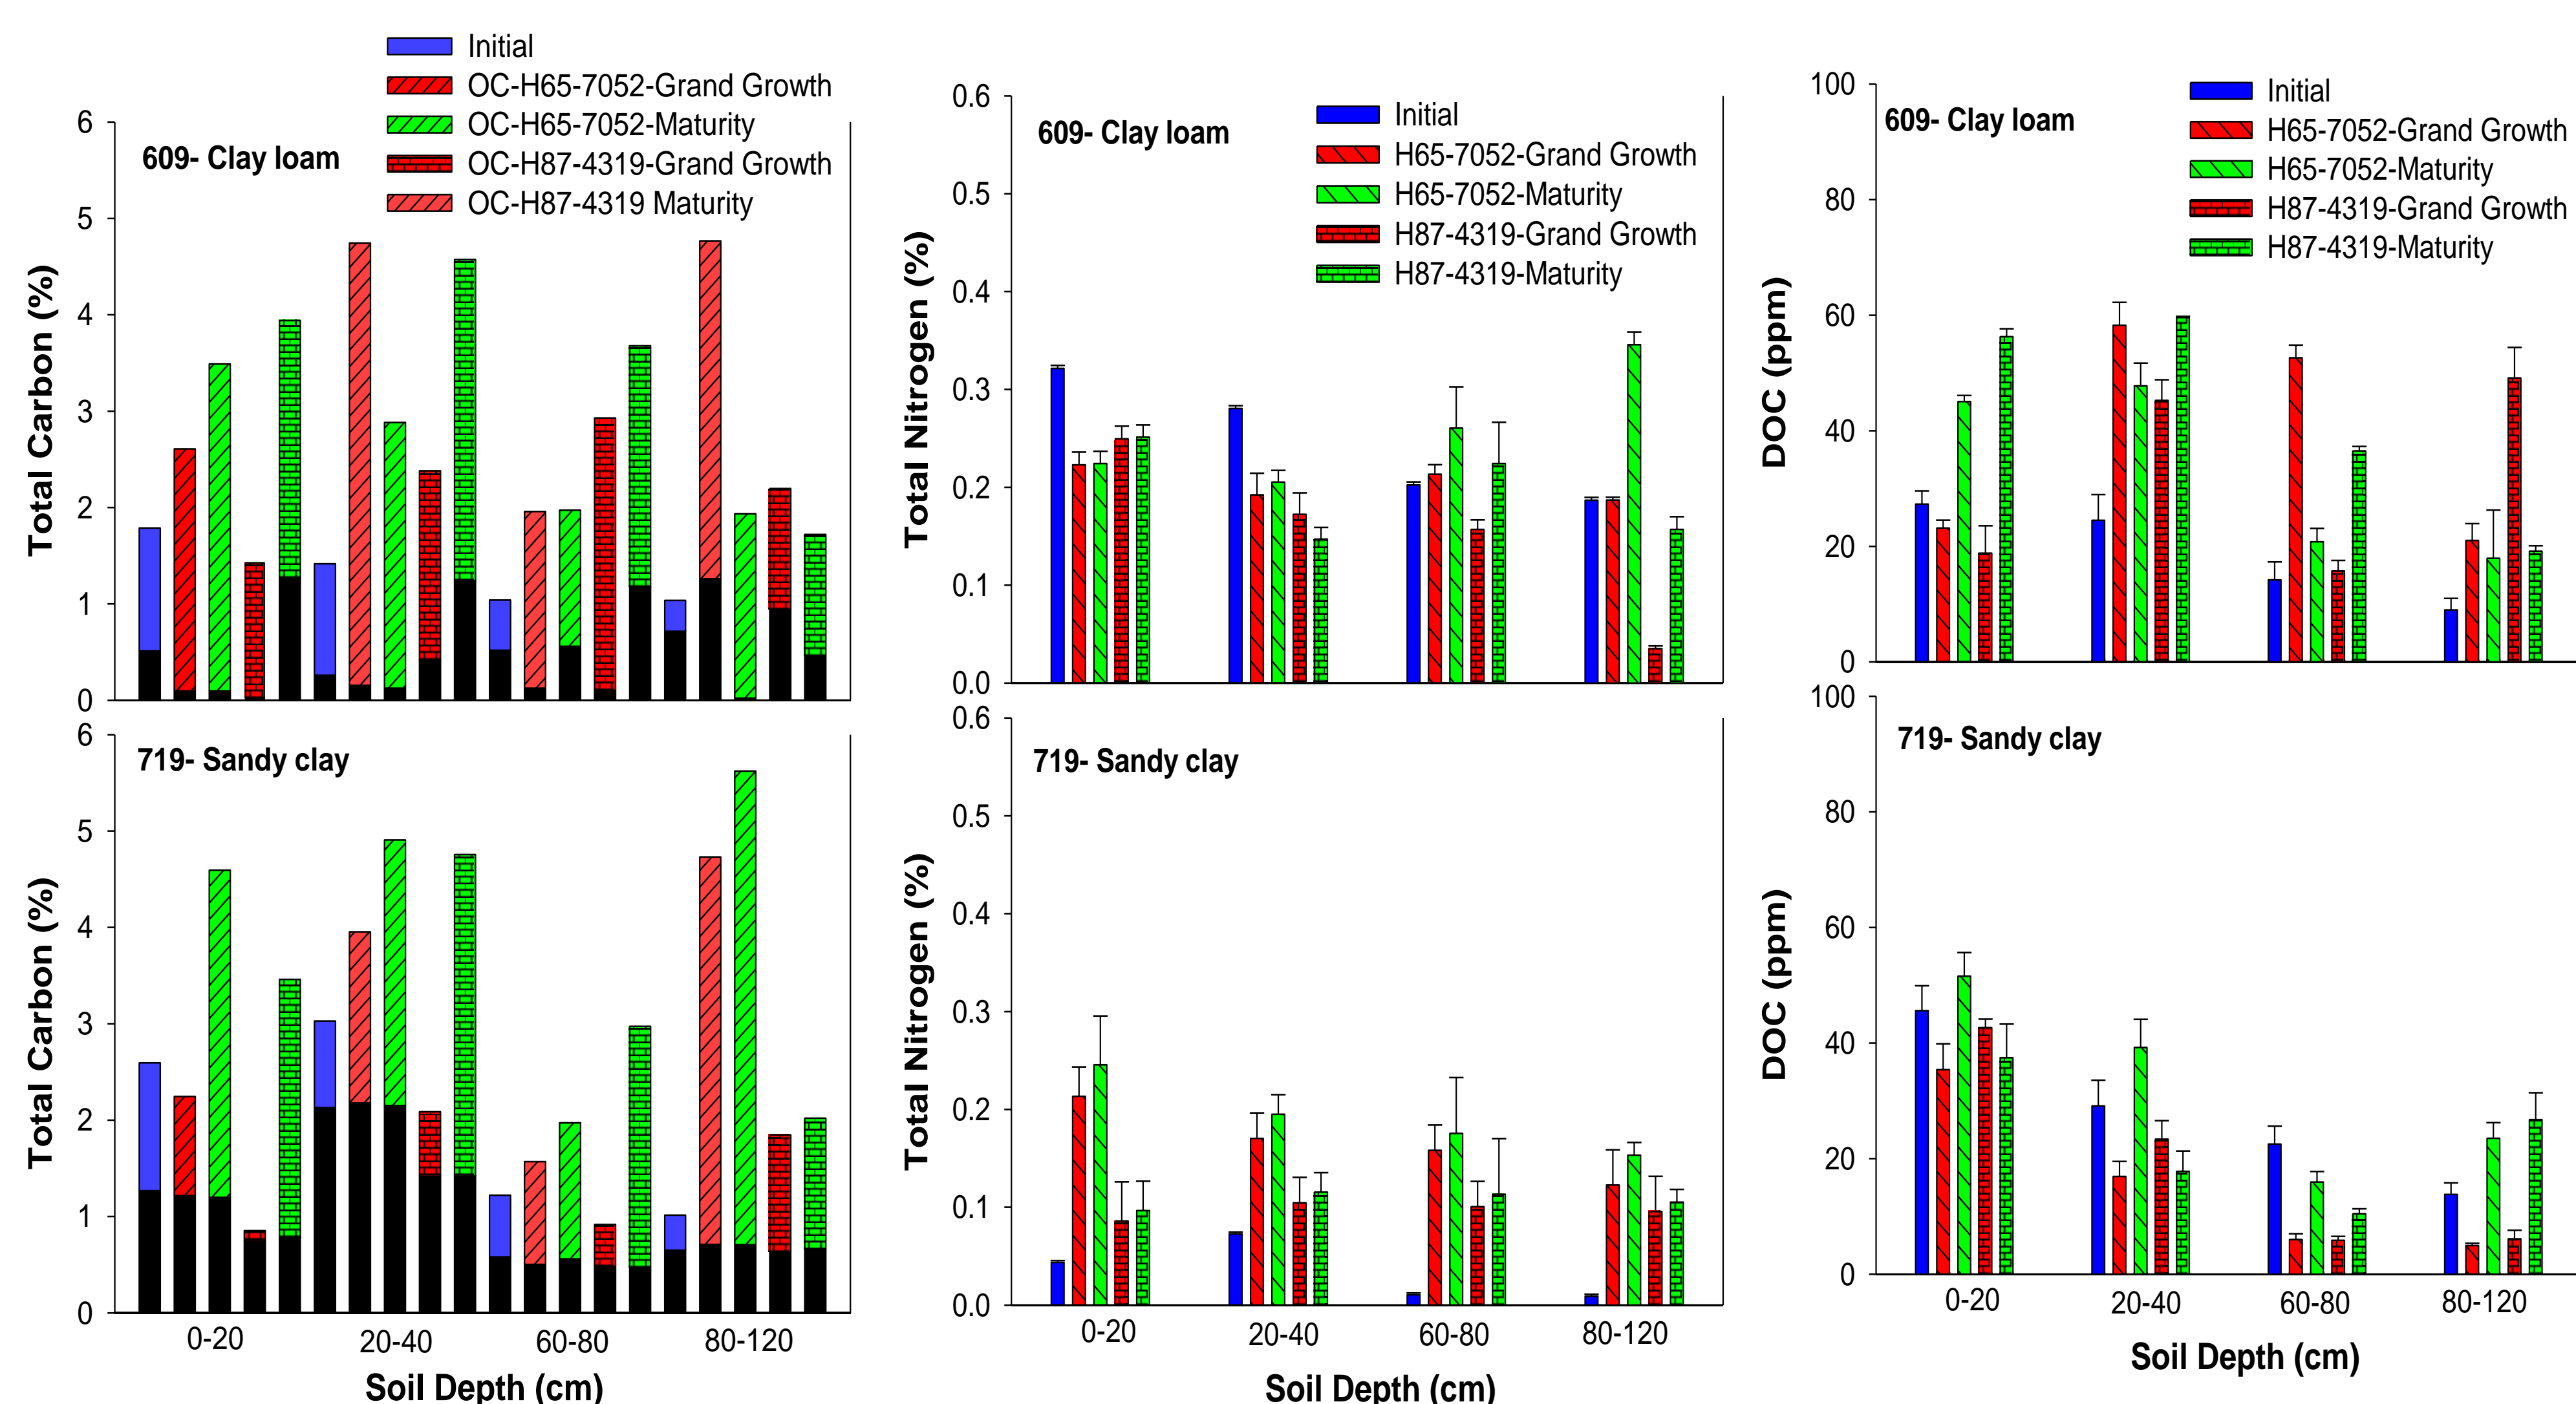 Initial
OC-H65-7052-Grand Growth
OC-H65-7052-Maturity
OC-H87-4319-Grand Growth
OC-H87-4319 Maturity
609- Clay loam
Total Carbon (%)
6
5
4
3
2
1
0
719- Sandy clay
Total Carbon (%)
6
5
4
3
2
1
0
0-20
20-40
60-80
80-120
Soil Depth (cm)
Initial
H65-7052-Grand Growth
H65-7052-Maturity
H87-4319-Grand Growth
H87-4319-Maturity
609- Clay loam
Total Nitrogen (%)
0.6
0.5
0.4
0.3
0.2
0.1
0.0
719- Sandy clay
Total Nitrogen (%)
0.6
0.5
0.4
0.3
0.2
0.1
0.0
0-20
20-40
60-80
80-120
Soil Depth (cm)
Initial
H65-7052-Grand Growth
H65-7052-Maturity
H87-4319-Grand Growth
H87-4319-Maturity
609- Clay loam
DOC (ppm)
100
80
60
40
20
0
719- Sandy clay
DOC (ppm)
100
80
60
40
20
0
0-20
20-40
60-80
80-120
Soil Depth (cm)